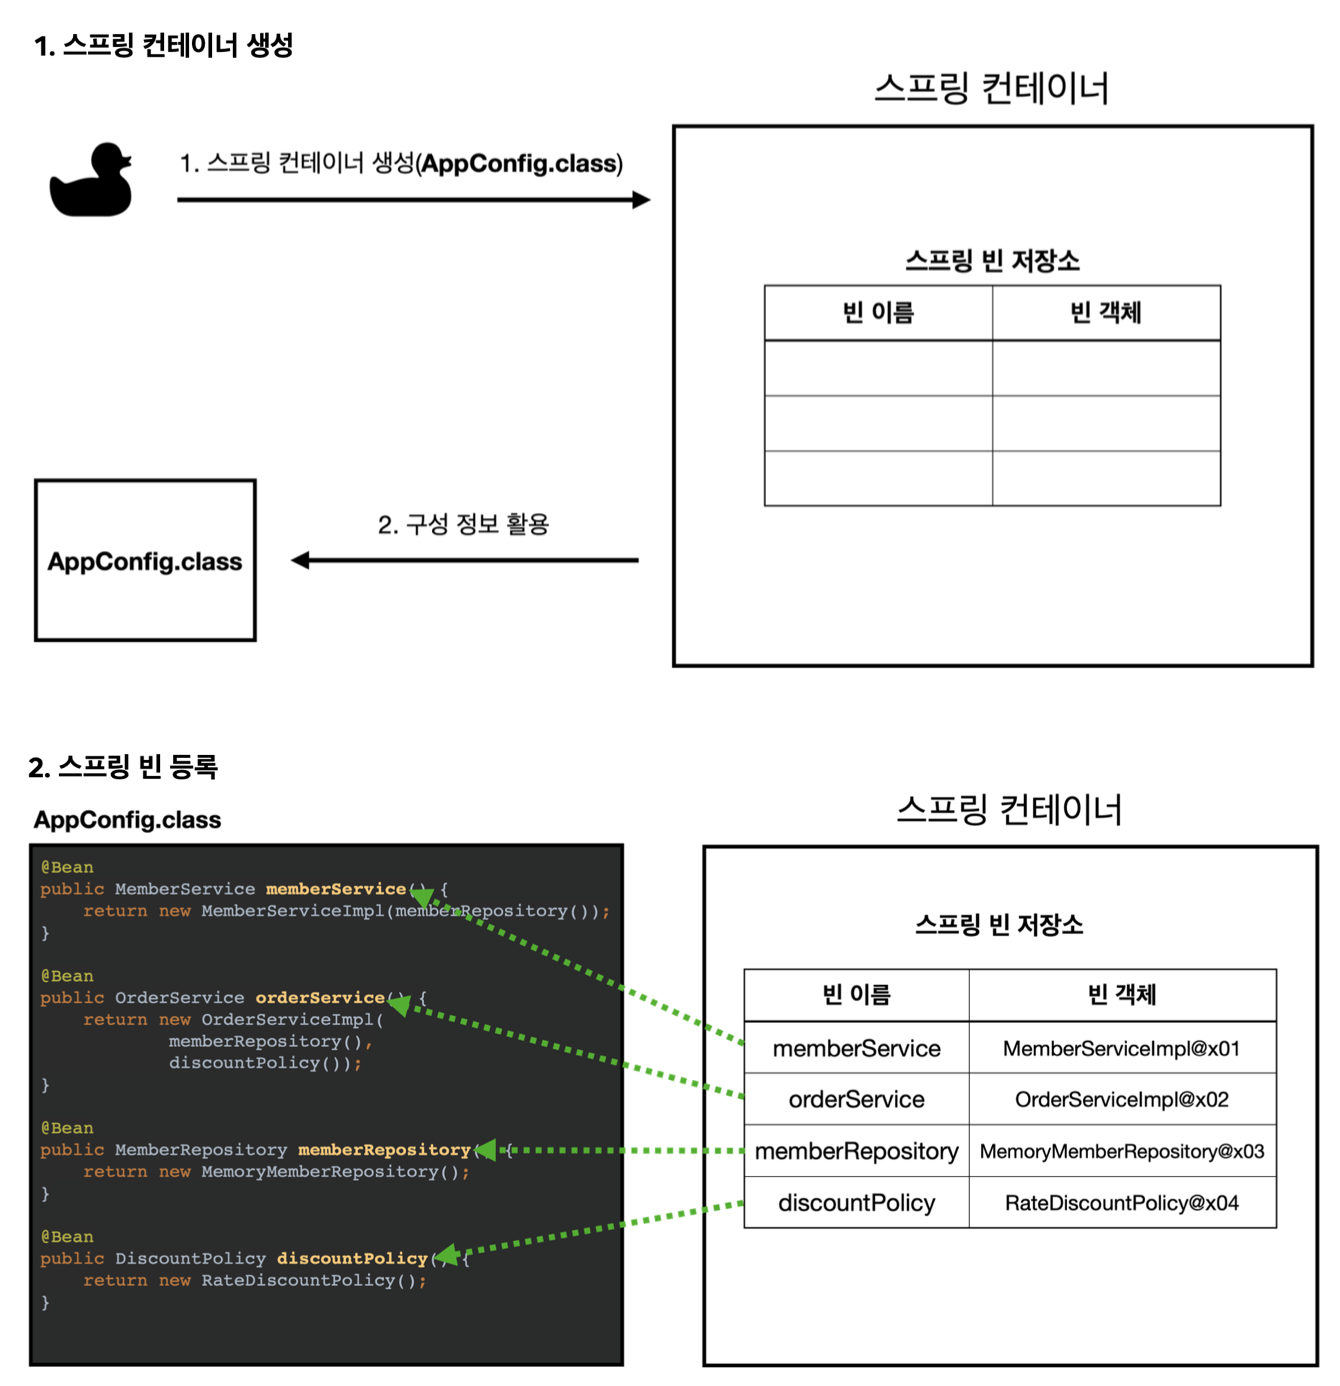 1. 스프링 컨테이너 생성
스프링 컨테이너
1. 스프링 컨테이너 생성(AppConfig.class)
스프링 빈 저장소
빈 이름 빈 객체
2. 구성 정보 활용
AppConfig.class
2. 스프링 빈 등록
AppConfig.class
@Bean
public MemberService memberService() {
return new MemberServiceImpl(memberRepository());
}
@Bean
public OrderService orderService() {
return new OrderServiceImpl(
memberRepository(),
discountPolicy());
}
@Bean
public MemberRepository memberRepository() {
return new MemoryMemberRepository();
}
@Bean
public DiscountPolicy discountPolicy() {
return new RateDiscountPolicy();
}
스프링 컨테이너
스프링 빈 저장소
빈 이름 빈 객체
memberService MemberServiceImpl@x01
orderService OrderServiceImpl@x02
memberRepository MemoryMemberRepository@x03
discountPolicy RateDiscountPolicy@x04